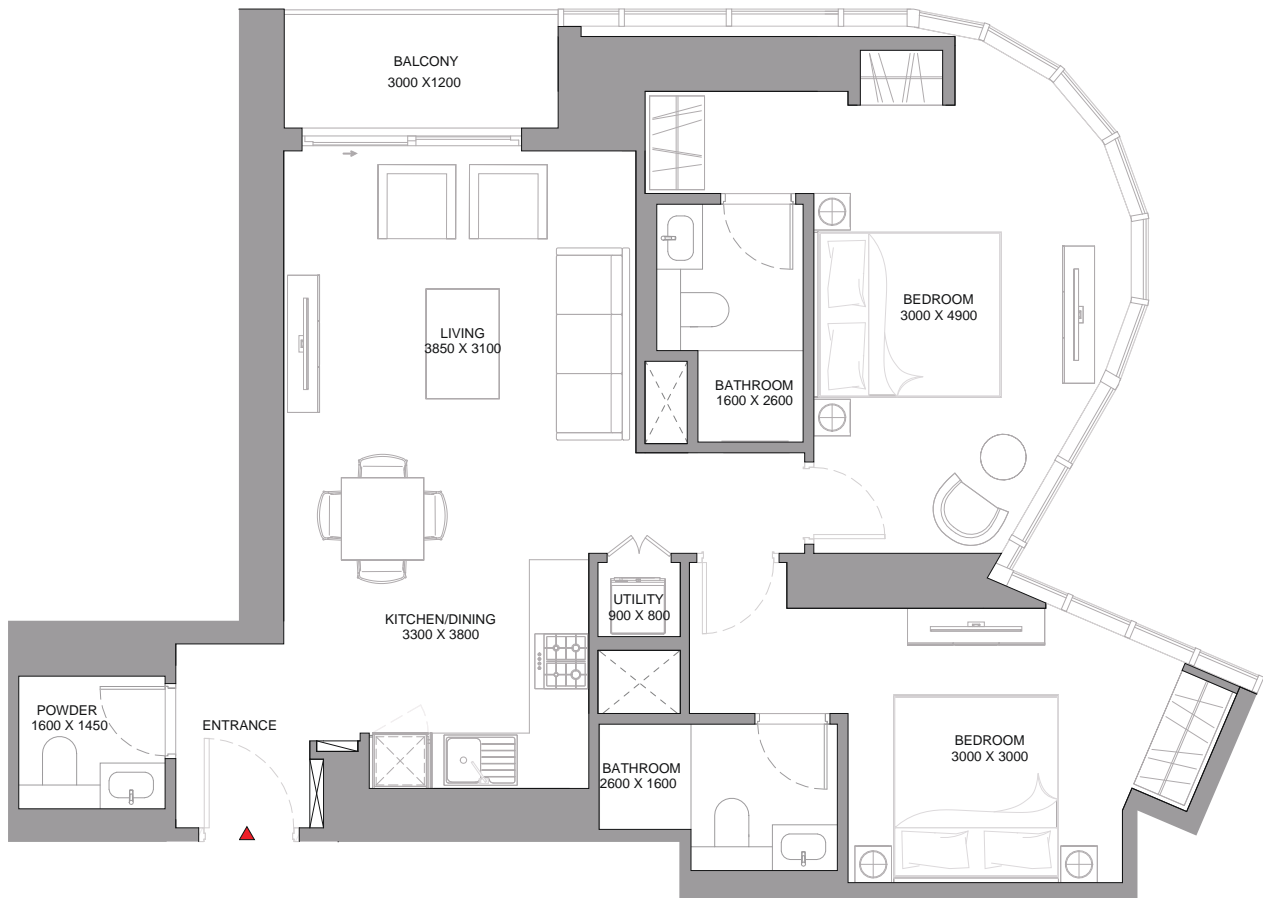 BALCONY
3000 X1200
BEDROOM
3000 X 4900
LIVING
3850 X 3100
BATHROOM
1600 X 2600
UTILITY
900 X 800
KITCHEN/DINING
3300 X 3800
POWDER
1600 X 1450
ENTRANCE
BEDROOM
3000 X 3000
BATHROOM
2600 X 1600